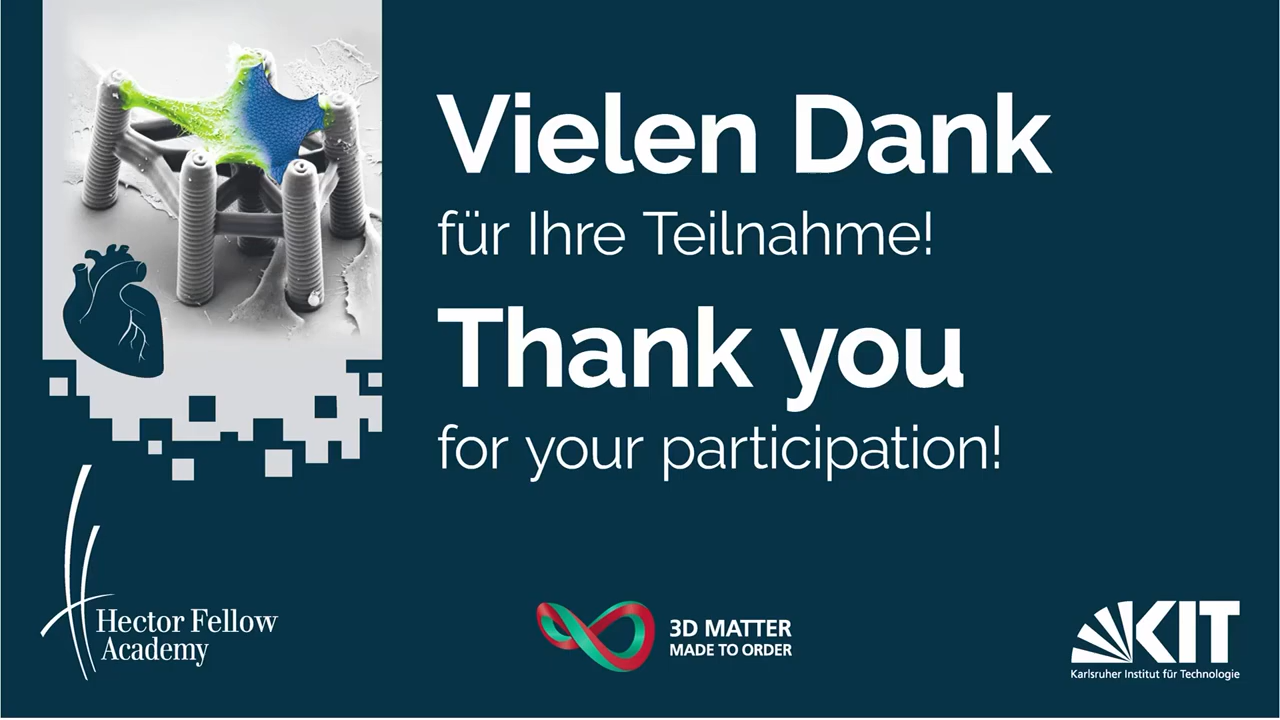 Vielen Dank
für Ihre Teilnahme!
Thank you
for your participation!
Hector Fellow
Academy
3D MATTER
MADE TO ORDER
KIT
Karlsruher Institut für Technologie